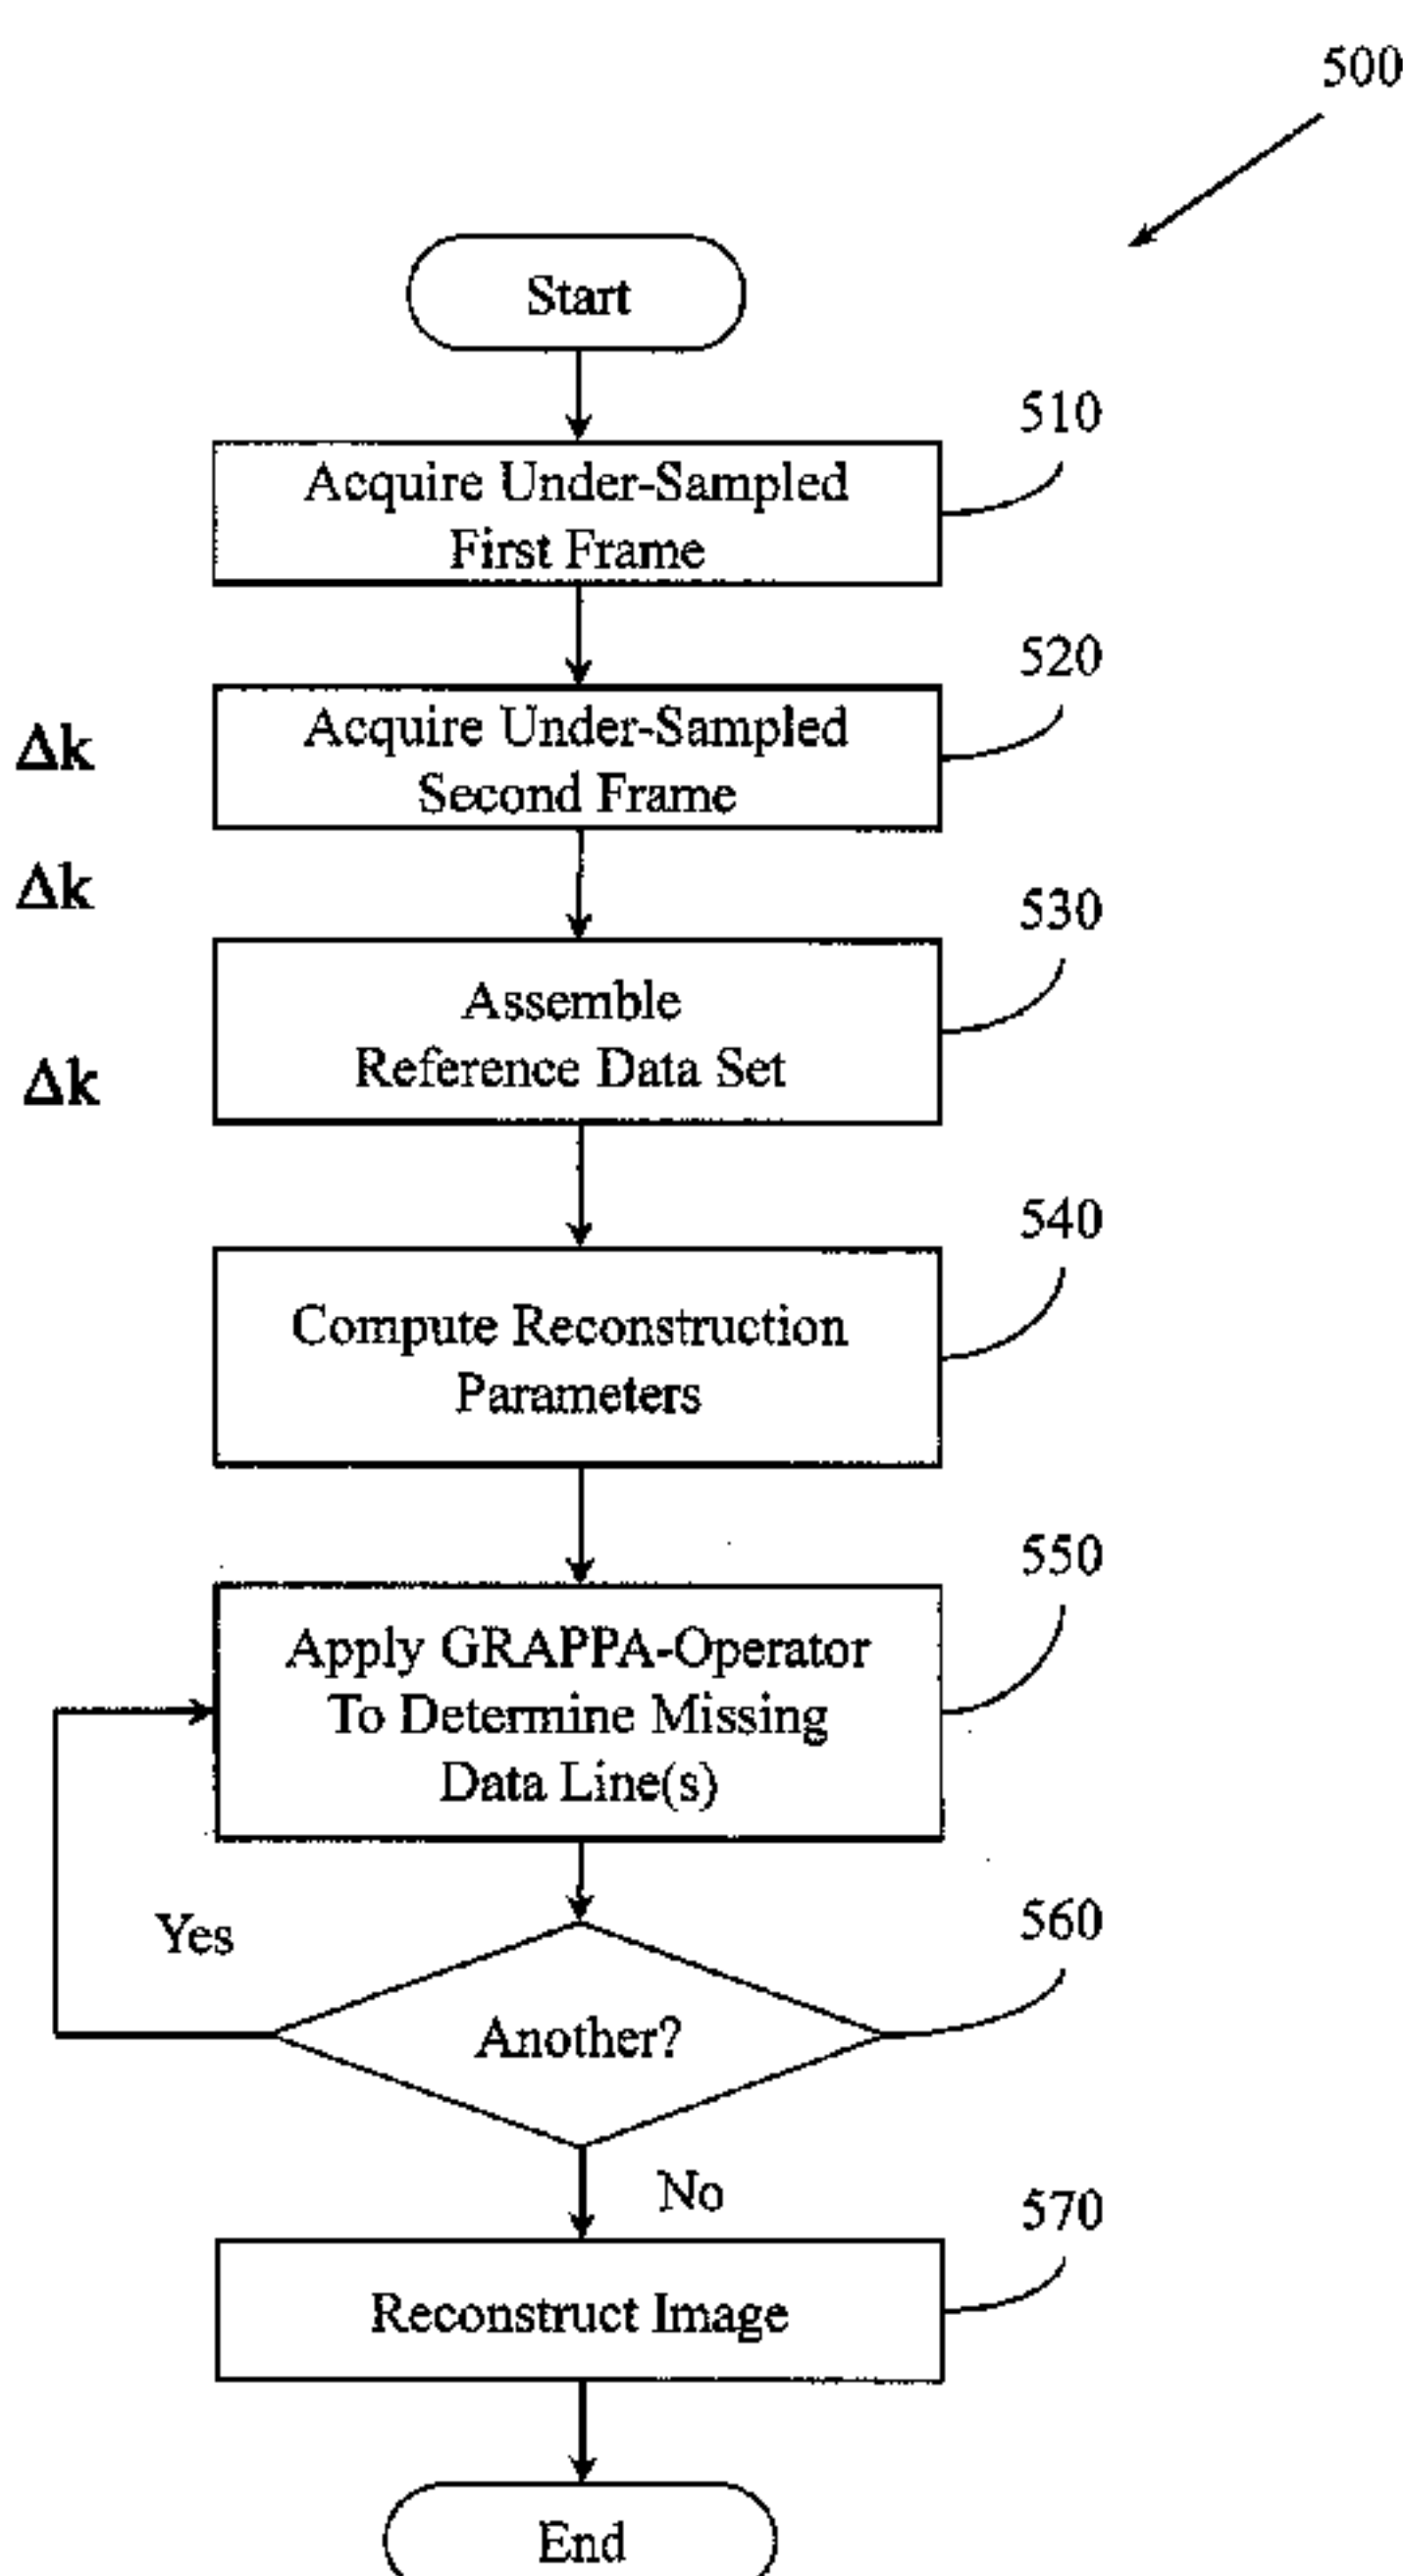 500
Start
510
Acquire Under-Sampled
First Frame
520
Δk
Acquire Under-Sampled
Second Frame
Δk
530
Assemble
Reference Data Set
Δk
540
Compute Reconstruction
Parameters
550
Apply GRAPPA-Operator
To Determine Missing
Data Line(s)
560
Yes
Another?
No
570
Reconstruct Image
End